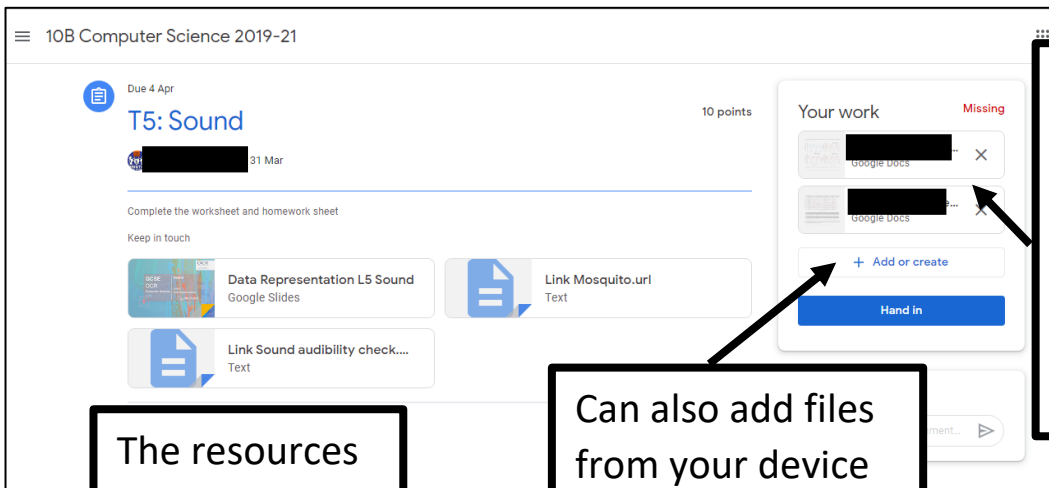 10B Computer Science 2019-21
Due 4 Apr
T5: Sound
10 points
31 Mar
Complete the worksheet and homework sheet
Keep in touch
Data Representation L5 Sound
Google Slides
Link Mosquito.url
Text
Link Sound audibility check....
Text
Your work
Missing
...
Google Docs
e...
Google Docs
+ Add or create
Hand in
The resources
Can also add files
from your device
ment...